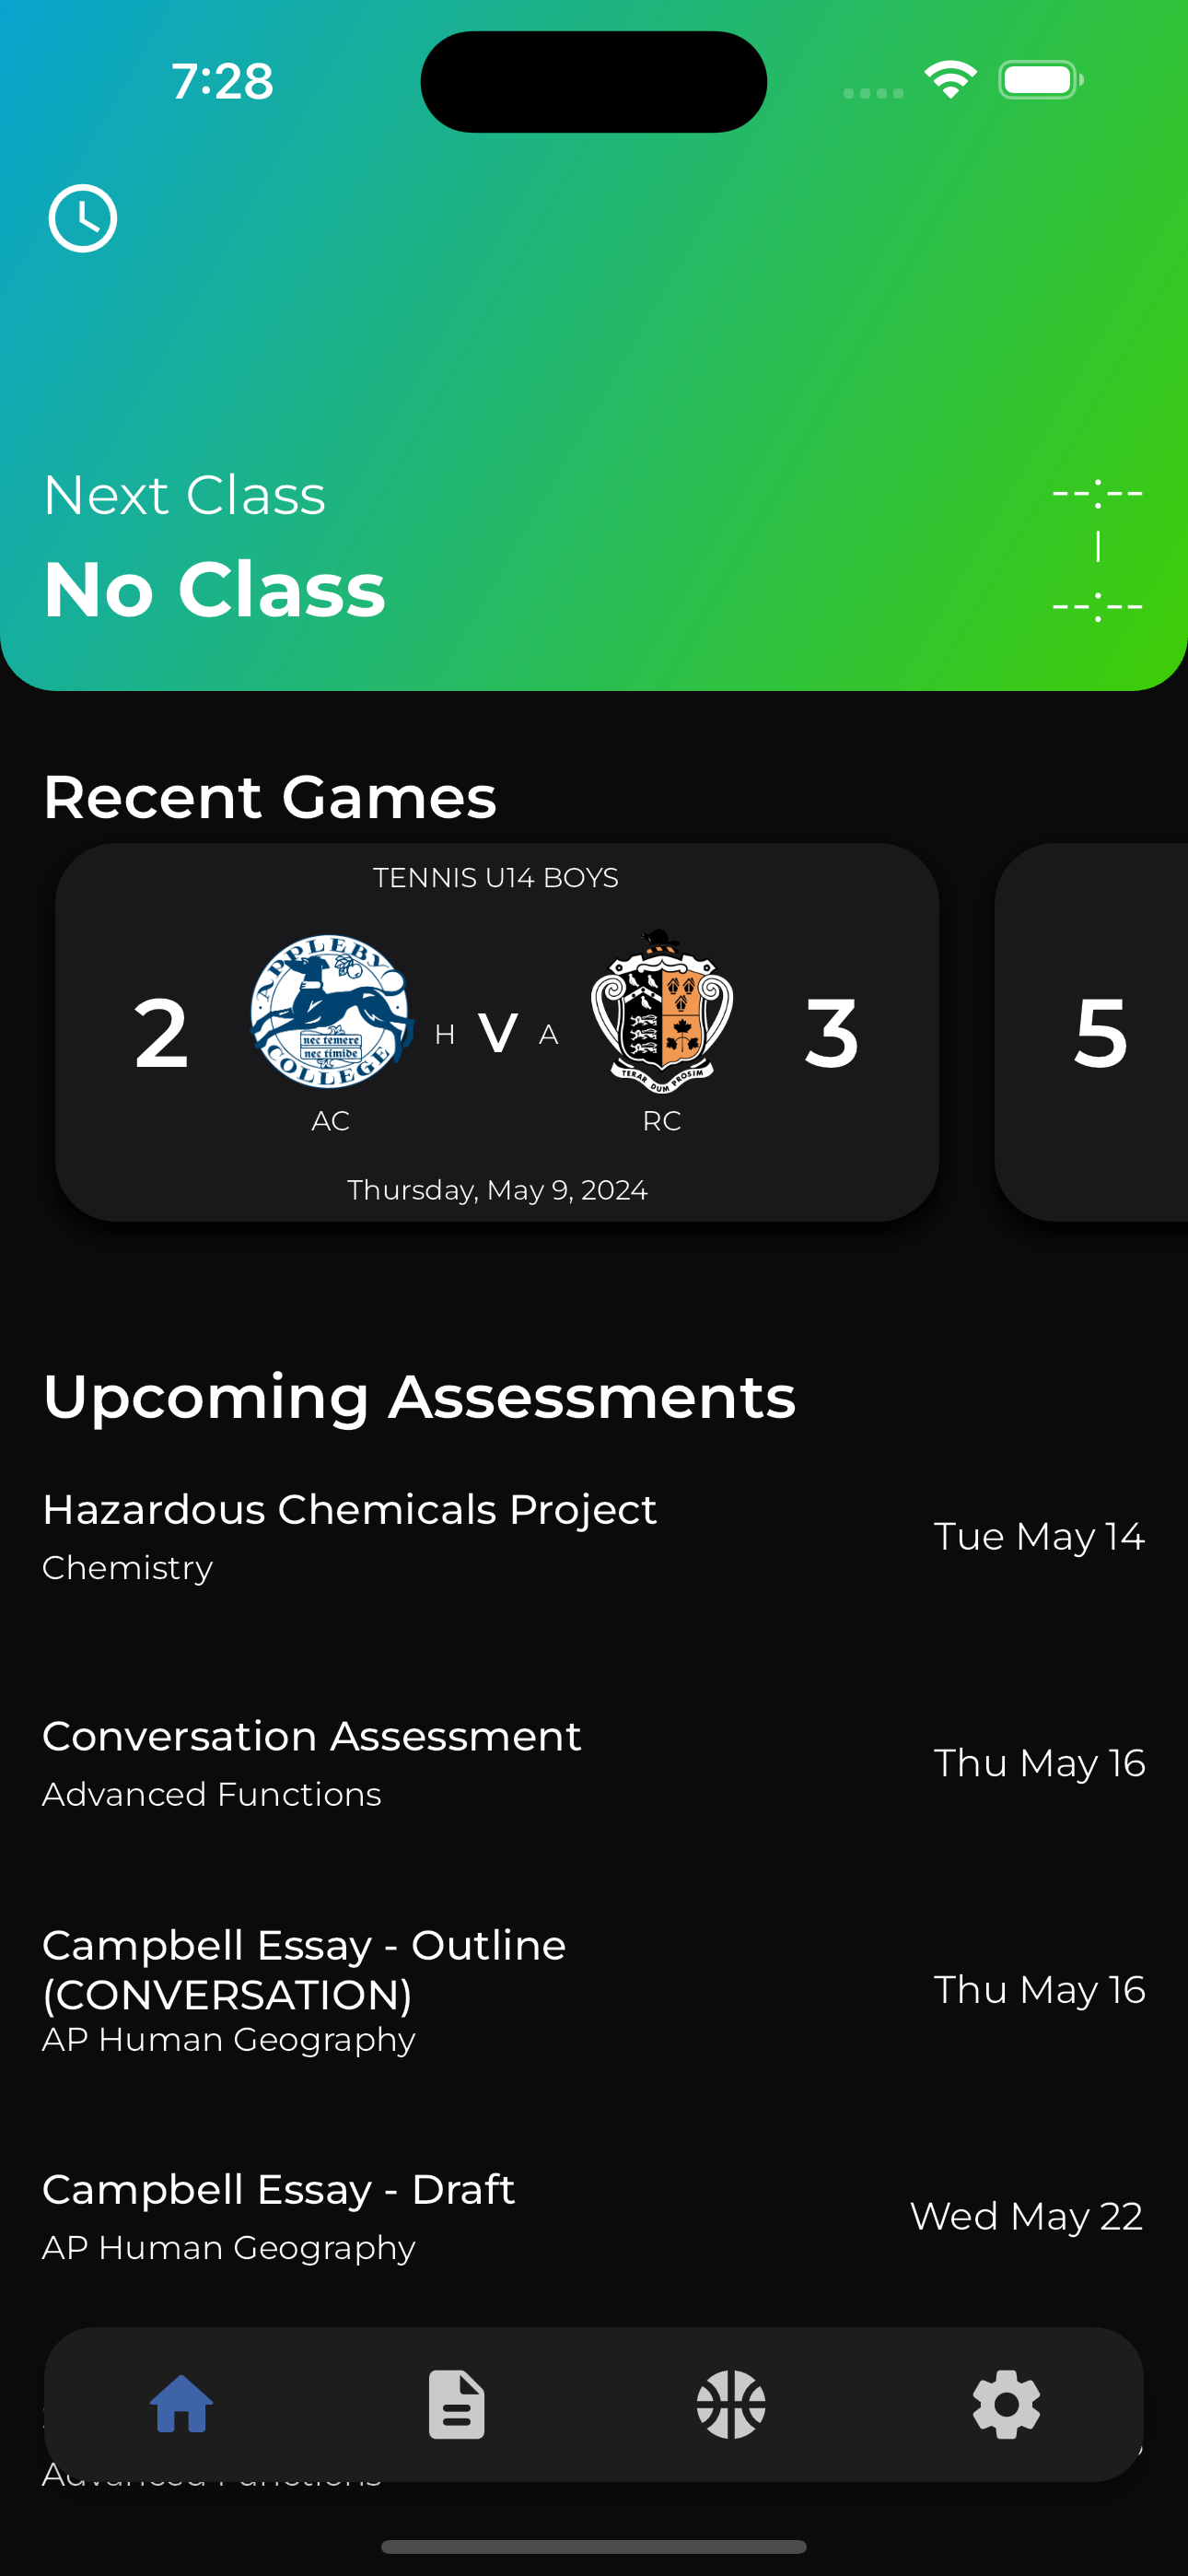 7:28
Next Class
No Class
--:--
|
--:--
Recent Games
TENNIS U14 BOYS
2
APPLEBY
nec temere
nec timide
COLLEGE
H V A
TERAR DUM PROSIM
3
5
AC
RC
Thursday, May 9, 2024
Upcoming Assessments
Hazardous Chemicals Project
Chemistry
Tue May 14
Conversation Assessment
Advanced Functions
Thu May 16
Campbell Essay - Outline
(CONVERSATION)
AP Human Geography
Thu May 16
Campbell Essay - Draft
AP Human Geography
Wed May 22
Advanced Functions